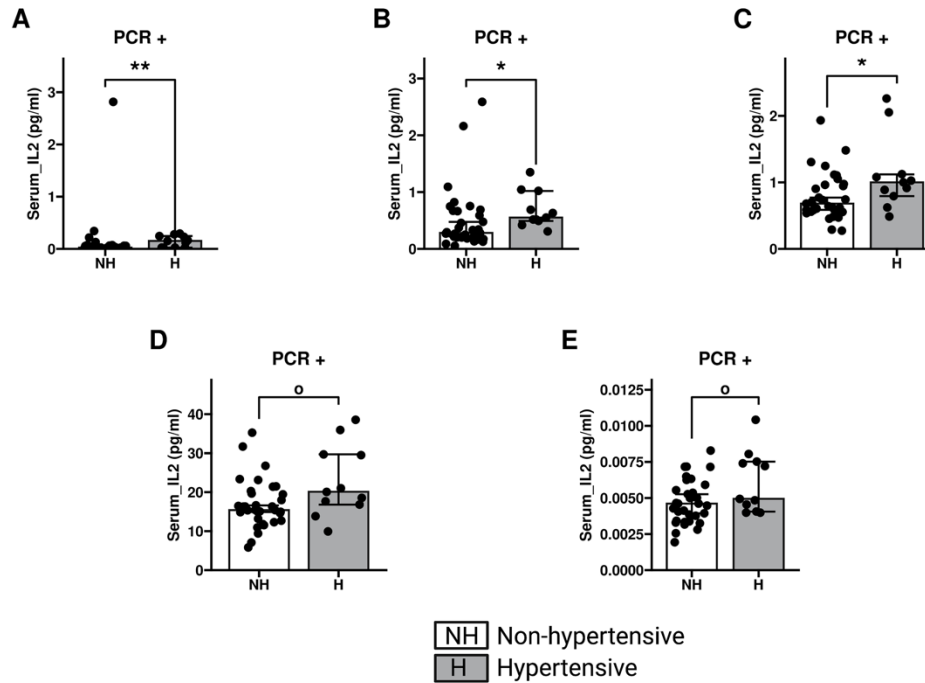 A
PCR +
**
Serum_IL2 (pg/ml)
3
2
1
0
NH
H
B
PCR +
*
Serum_IL2 (pg/ml)
3
2
1
0
NH
H
C
PCR +
*
Serum_IL2 (pg/ml)
2
1
0
NH
H
D
PCR +
o
Serum_IL2 (pg/ml)
40
30
20
10
0
NH
H
E
PCR +
o
Serum_IL2 (pg/ml)
0.0125
0.0100
0.0075
0.0050
0.0025
0.0000
NH
H
NH Non-hypertensive
H Hypertensive